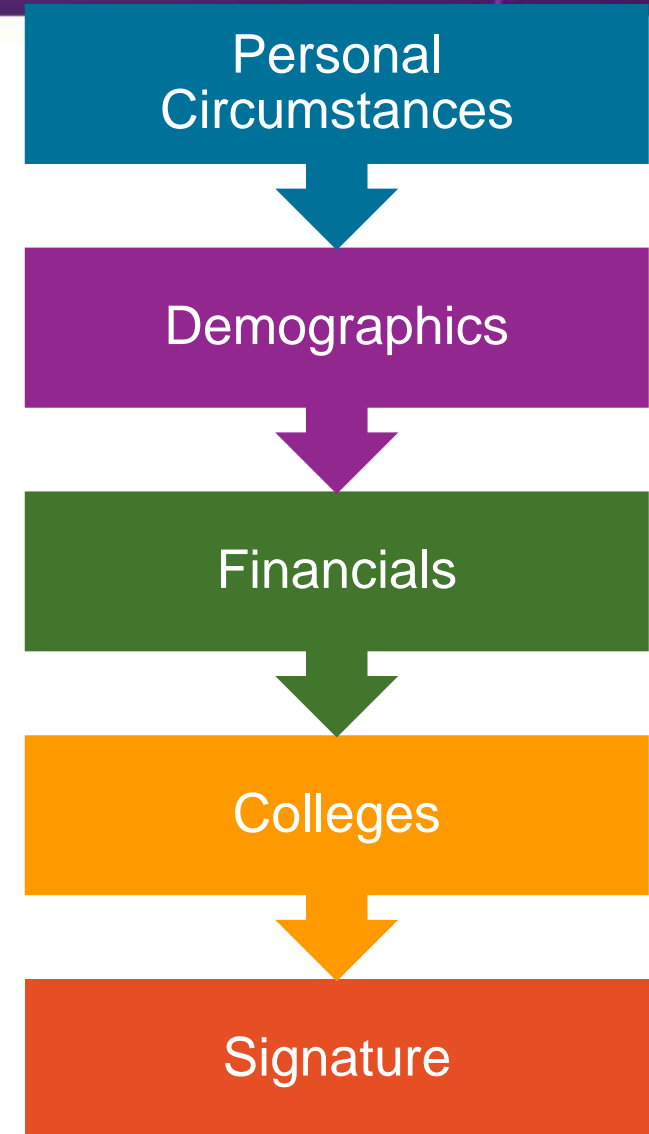 Personal
Circumstances
Demographics
Financials
Colleges
Signature